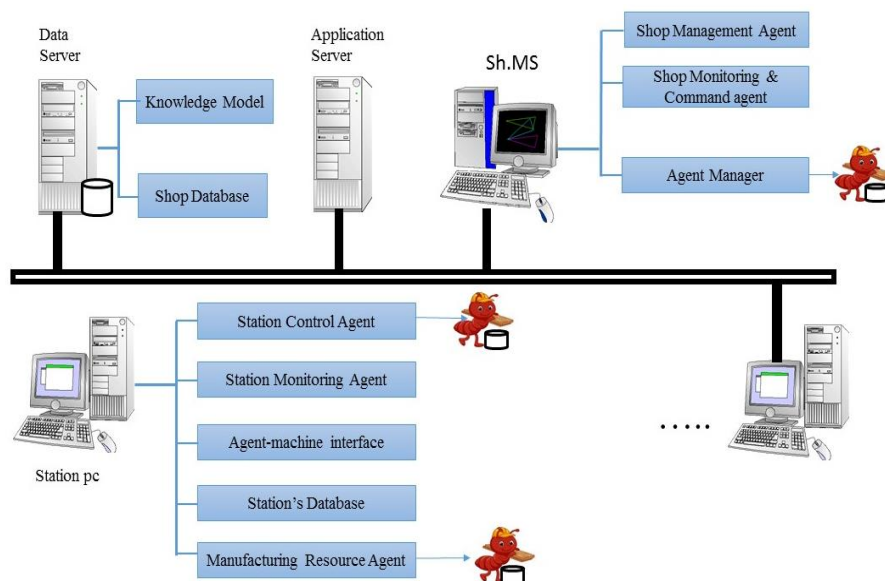 Data
Server
Knowledge Model
Shop Database
Application
Server
Sh.MS
Shop Management Agent
Shop Monitoring &
Command agent
Agent Manager
Station pc
Station Control Agent
Station Monitoring Agent
Agent-machine interface
Station's Database
Manufacturing Resource Agent
.....